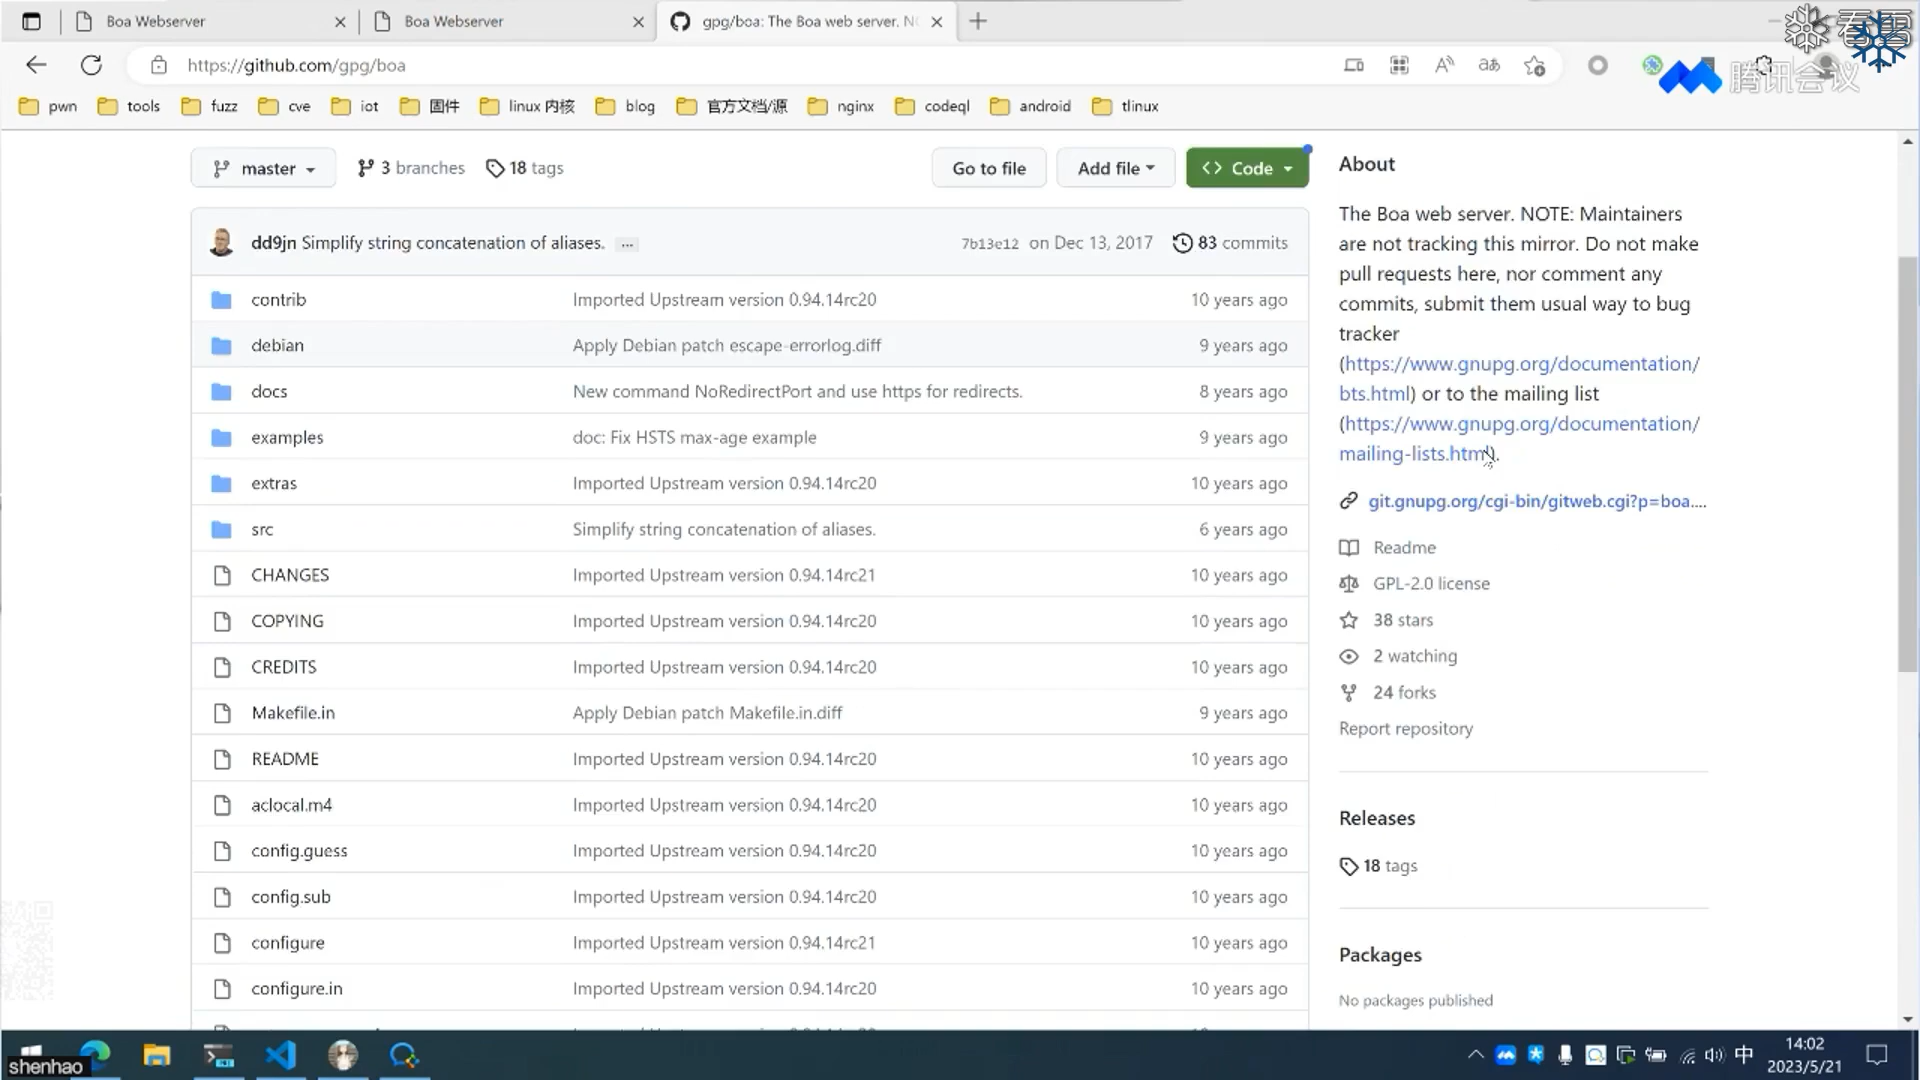 Boa Webserver
Boa Webserver
gpg/boa: The Boa web server. NO
看雪
https://github.com/gpg/boa
腾讯会议
pwn tools fuzz cve iot 固件 linux 内核 blog 官方文档/源 nginx codeql android tlinux
master 3 branches 18 tags Go to file Add file Code
dd9jn Simplify string concatenation of aliases. ... 7b13e12 on Dec 13, 2017 83 commits
contrib Imported Upstream version 0.94.14rc20 10 years ago
debian Apply Debian patch escape-errorlog.diff 9 years ago
docs New command NoRedirectPort and use https for redirects. 8 years ago
examples doc: Fix HSTS max-age example 9 years ago
extras Imported Upstream version 0.94.14rc20 10 years ago
src Simplify string concatenation of aliases. 6 years ago
CHANGES Imported Upstream version 0.94.14rc21 10 years ago
COPYING Imported Upstream version 0.94.14rc20 10 years ago
CREDITS Imported Upstream version 0.94.14rc20 10 years ago
Makefile.in Apply Debian patch Makefile.in.diff 9 years ago
README Imported Upstream version 0.94.14rc20 10 years ago
aclocal.m4 Imported Upstream version 0.94.14rc20 10 years ago
config.guess Imported Upstream version 0.94.14rc20 10 years ago
config.sub Imported Upstream version 0.94.14rc20 10 years ago
configure Imported Upstream version 0.94.14rc21 10 years ago
configure.in Imported Upstream version 0.94.14rc20 10 years ago
About
The Boa web server. NOTE: Maintainers
are not tracking this mirror. Do not make
pull requests here, nor comment any
commits, submit them usual way to bug
tracker
(https://www.gnupg.org/documentation/
bts.html) or to the mailing list
(https://www.gnupg.org/documentation/
mailing-lists.html).
git.gnupg.org/cgi-bin/gitweb.cgi?p=boa....
Readme
GPL-2.0 license
38 stars
2 watching
24 forks
Report repository
Releases
18 tags
Packages
No packages published
shenhao
中
14:02
2023/5/21